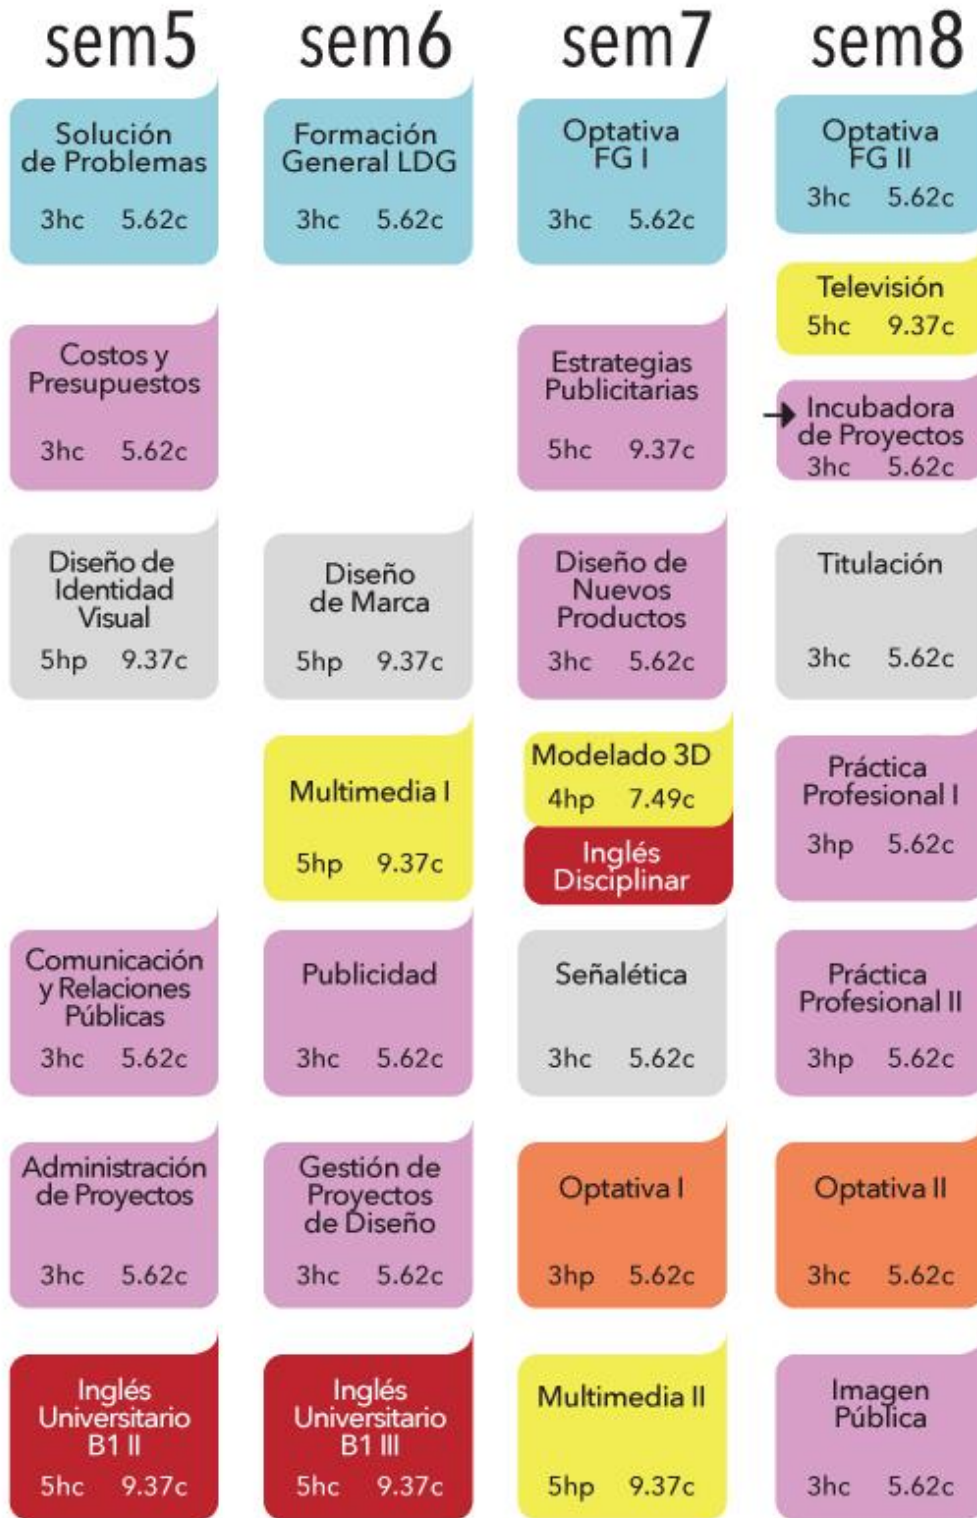 sem5
Solución
de Problemas
3hc 5.62c
Costos y
Presupuestos
3hc 5.62c
Diseño de
Identidad
Visual
5hp 9.37c
Comunicación
y Relaciones
Públicas
3hc 5.62c
Administración
de Proyectos
3hc 5.62c
Inglés
Universitario
B1 II
5hc 9.37c
sem6
Formación
General LDG
3hc 5.62c
Diseño
de Marca
5hp 9.37c
Multimedia I
5hp 9.37c
Publicidad
3hc 5.62c
Gestión de
Proyectos
de Diseño
3hc 5.62c
Inglés
Universitario
B1 III
5hc 9.37c
sem7
Optativa
FG I
3hc 5.62c
Estrategias
Publicitarias
5hc 9.37c
Diseño de
Nuevos
Productos
3hc 5.62c
Modelado 3D
4hp 7.49c
Inglés
Disciplinar
Señalética
3hc 5.62c
Optativa I
3hp 5.62c
Multimedia II
5hp 9.37c
sem8
Optativa
FG II
3hc 5.62c
Televisión
5hc 9.37c
Incubadora
de Proyectos
3hc 5.62c
Titulación
3hc 5.62c
Práctica
Profesional I
3hp 5.62c
Práctica
Profesional II
3hp 5.62c
Optativa II
3hc 5.62c
Imagen
Pública
3hc 5.62c